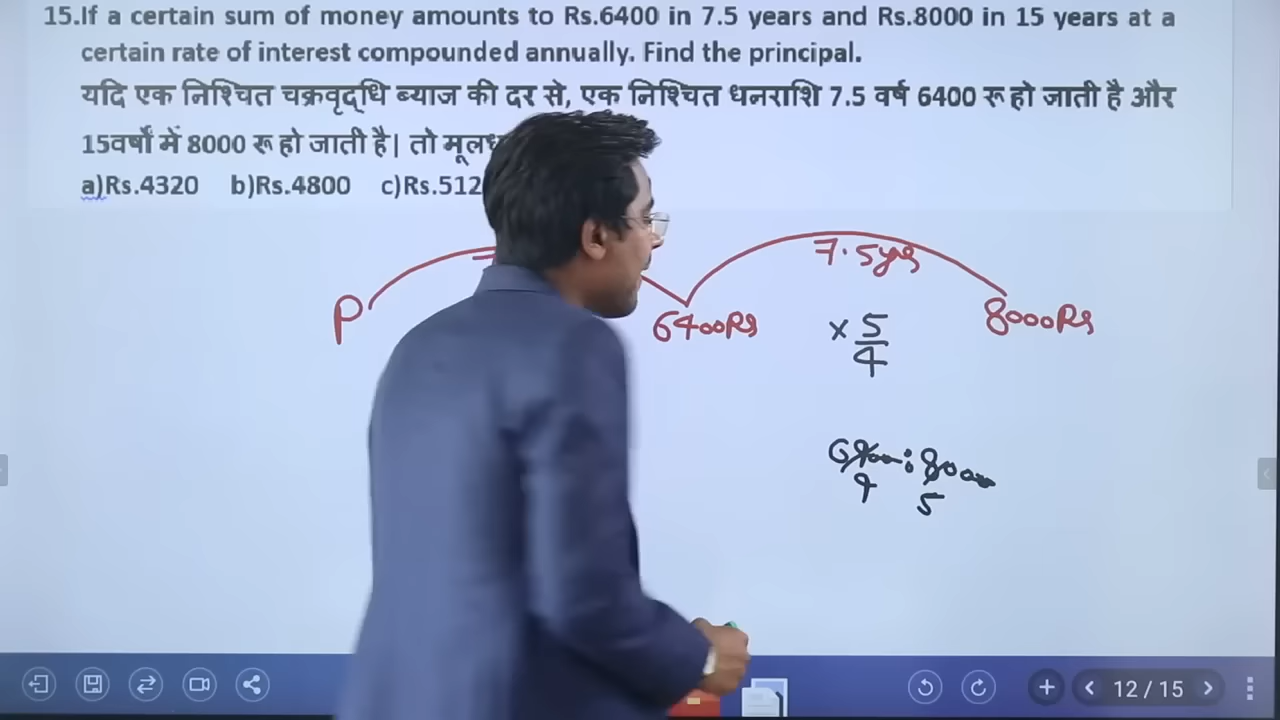 15.If a certain sum of money amounts to Rs.6400 in 7.5 years and Rs.8000 in 15 years at a
certain rate of interest compounded annually. Find the principal.
यदि एक निश्चित चक्रवृद्धि ब्याज की दर से, एक निश्चित धनराशि 7.5 वर्ष 6400 रू हो जाती है और
15वर्षों में 8000 रू हो जाती है| तो
a)Rs.4320 b)Rs.4800 c)Rs.512
7.5yrs
P 6400Rs 8000Rs
× 5/4
6400:8000
4 5
12 / 15